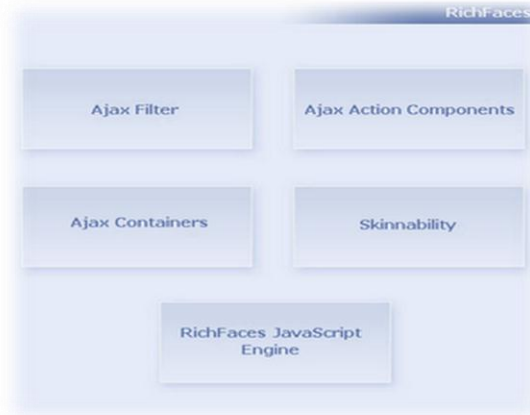 RichFaces
Ajax Filter
Ajax Action Components
Ajax Containers
Skinnability
RichFaces JavaScript
Engine